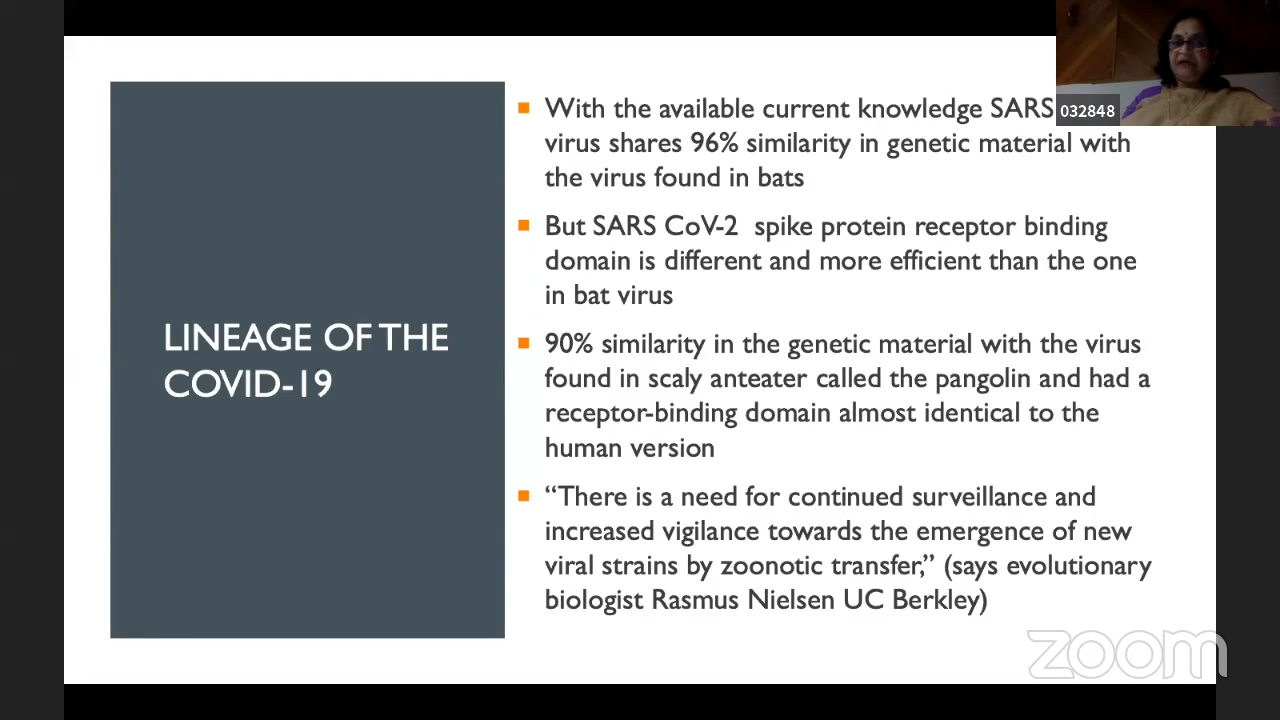 LINEAGE OF THE
COVID-19
With the available current knowledge SARS
virus shares 96% similarity in genetic material with
the virus found in bats
But SARS CoV-2 spike protein receptor binding
domain is different and more efficient than the one
in bat virus
90% similarity in the genetic material with the virus
found in scaly anteater called the pangolin and had a
receptor-binding domain almost identical to the
human version
“There is a need for continued surveillance and
increased vigilance towards the emergence of new
viral strains by zoonotic transfer,” (says evolutionary
biologist Rasmus Nielsen UC Berkley)
032848
zoom